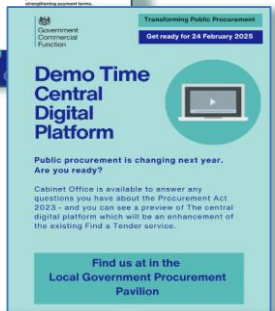 strengthening payment terms.
Government
Commercial
Function
Transforming Public Procurement
Get ready for 24 February 2025
Demo Time
Central
Digital
Platform
Public procurement is changing next year.
Are you ready?
Cabinet Office is available to answer any
questions you have about the Procurement Act
2023 - and you can see a preview of The central
digital platform which will be an enhancement of
the existing Find a Tender service.
Find us at in the
Local Government Procurement
Pavilion